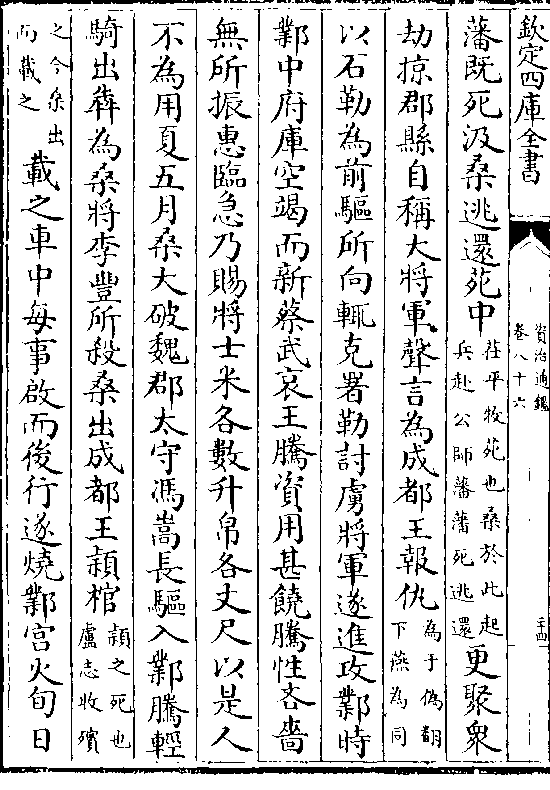 欽定四庫全書
資治通鑑
卷八十六
藩既死汲桑逃還苑中
茌平牧苑也桑於此起
兵赴公師藩藩死逃還
更聚衆
劫掠郡縣自稱大將軍聲言為成都王報仇
為于偽翻
下燕為同
以石勒為前驅所向輒克署勒討虜將軍遂進攻鄴時
鄴中府庫空竭而新蔡武哀王騰資用甚饒騰性吝嗇
無所振惠臨急乃賜將士米各數升帛各丈尺以是人
不為用夏五月桑大破魏郡太守馮嵩長驅入鄴騰輕
騎出犇為桑將李豐所殺桑出成都王穎棺
穎之死也
盧志收殯
之今桑出
而載之
載之車中每事啟而後行遂燒鄴宮火旬日